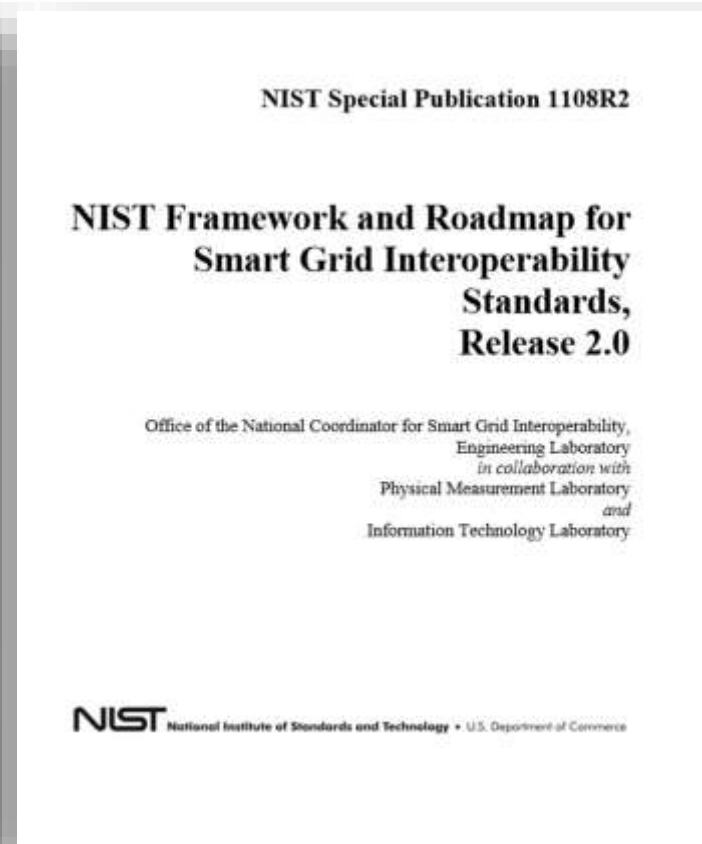 NIST Special Publication 1108R2
NIST Framework and Roadmap for
Smart Grid Interoperability
Standards,
Release 2.0
Office of the National Coordinator for Smart Grid Interoperability,
Engineering Laboratory
in collaboration with
Physical Measurement Laboratory
and
Information Technology Laboratory
NIST National Institute of Standards and Technology • U.S. Department of Commerce